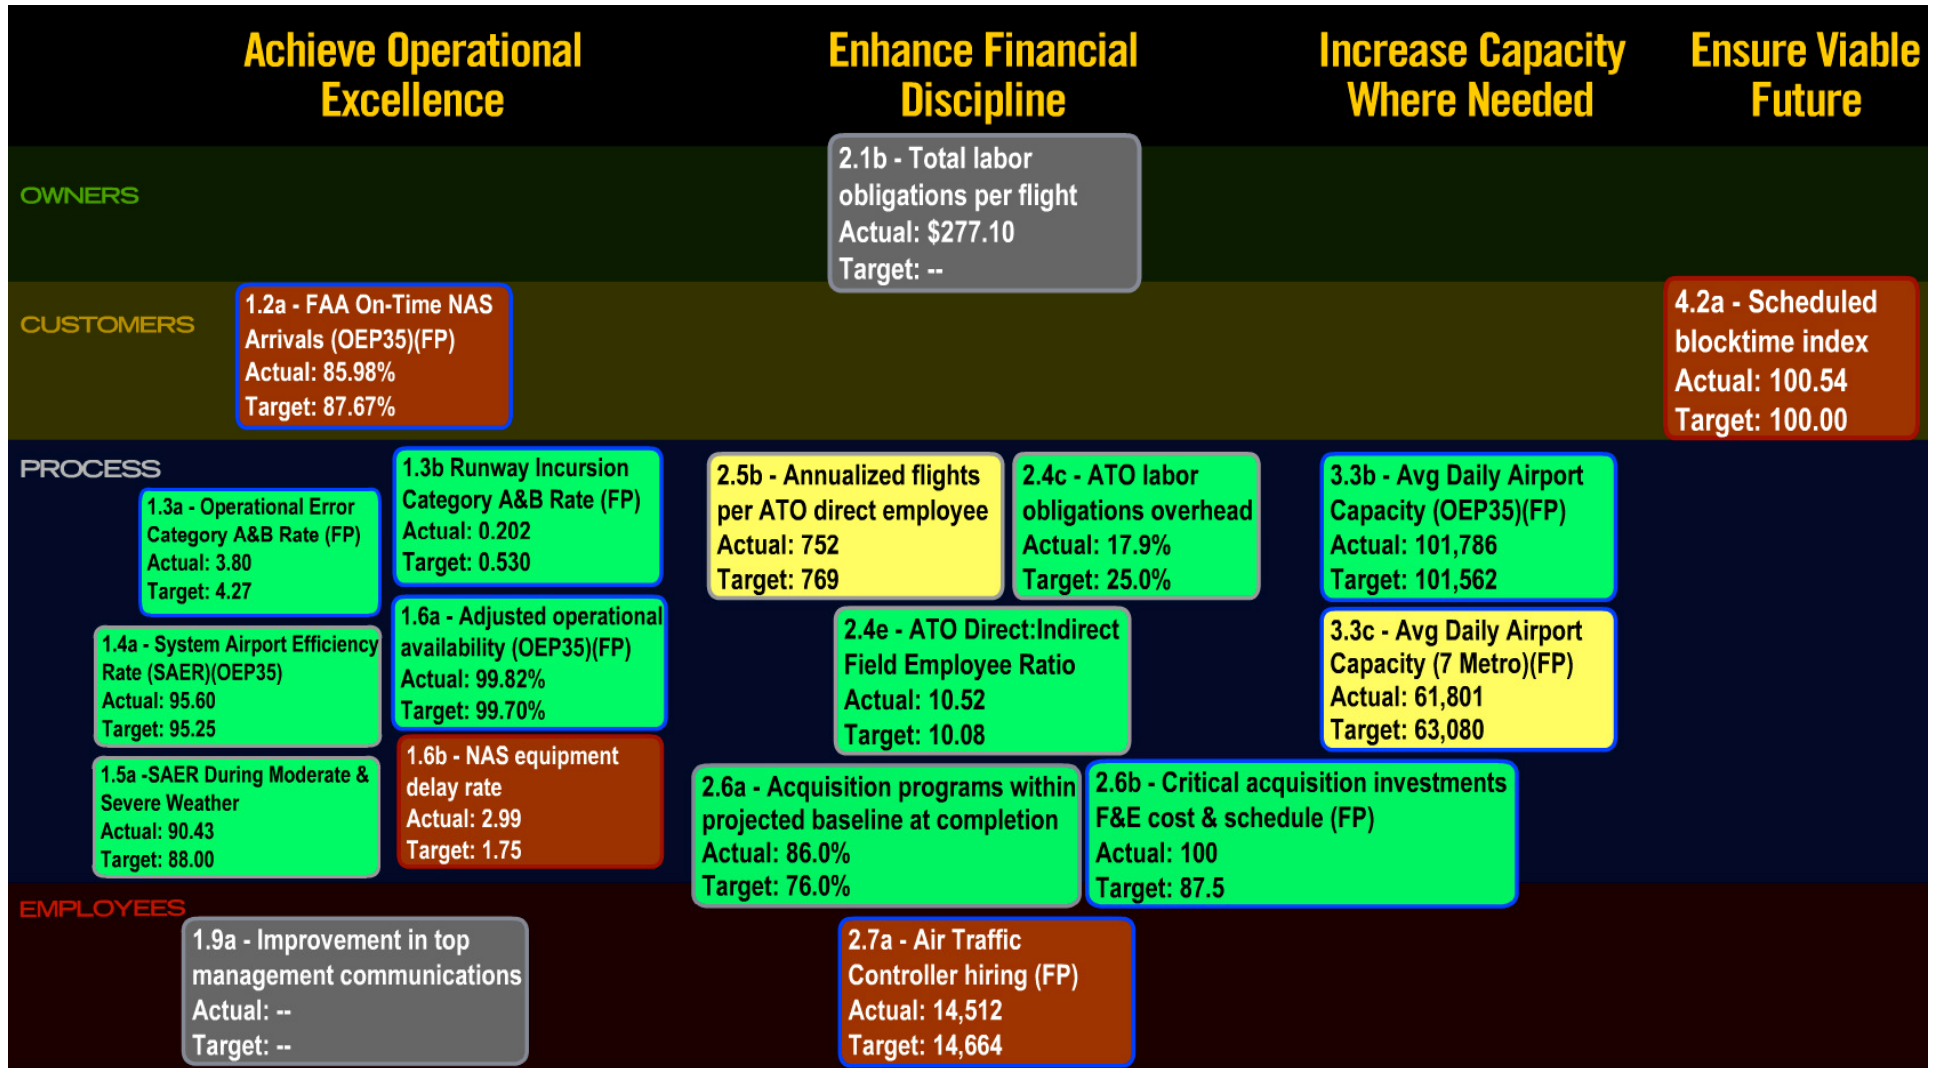 Achieve Operational
Excellence
Enhance Financial
Discipline
Increase Capacity
Where Needed
Ensure Viable
Future
OWNERS
2.1b - Total labor
obligations per flight
Actual: $277.10
Target: --
CUSTOMERS
1.2a - FAA On-Time NAS
Arrivals (OEP35)(FP)
Actual: 85.98%
Target: 87.67%
4.2a - Scheduled
blocktime index
Actual: 100.54
Target: 100.00
PROCESS
1.3a - Operational Error
Category A&B Rate (FP)
Actual: 3.80
Target: 4.27
1.3b Runway Incursion
Category A&B Rate (FP)
Actual: 0.202
Target: 0.530
1.4a - System Airport Efficiency
Rate (SAER)(OEP35)
Actual: 95.60
Target: 95.25
1.6a - Adjusted operational
availability (OEP35)(FP)
Actual: 99.82%
Target: 99.70%
1.5a -SAER During Moderate &
Severe Weather
Actual: 90.43
Target: 88.00
1.6b - NAS equipment
delay rate
Actual: 2.99
Target: 1.75
2.5b - Annualized flights
per ATO direct employee
Actual: 752
Target: 769
2.4c - ATO labor
obligations overhead
Actual: 17.9%
Target: 25.0%
2.4e - ATO Direct:Indirect
Field Employee Ratio
Actual: 10.52
Target: 10.08
2.6a - Acquisition programs within
projected baseline at completion
Actual: 86.0%
Target: 76.0%
2.6b - Critical acquisition investments
F&E cost & schedule (FP)
Actual: 100
Target: 87.5
3.3b - Avg Daily Airport
Capacity (OEP35)(FP)
Actual: 101,786
Target: 101,562
3.3c - Avg Daily Airport
Capacity (7 Metro)(FP)
Actual: 61,801
Target: 63,080
EMPLOYEES
1.9a - Improvement in top
management communications
Actual: --
Target: --
2.7a - Air Traffic
Controller hiring (FP)
Actual: 14,512
Target: 14,664